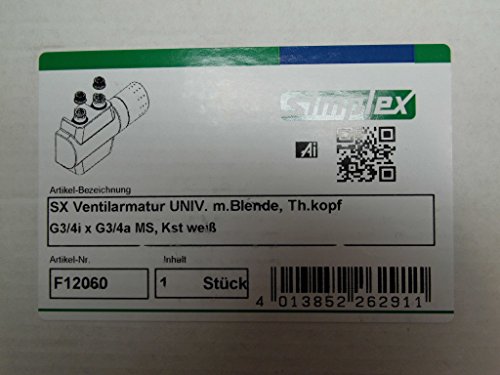 Simplex
Ai
Artikel-Bezeichnung
SX Ventilarmatur UNIV. m.Blende, Th.kopf
G3/4i x G3/4a MS, Kst weiß
Artikel-Nr.
Inhalt
F12060
1 Stück
4 013852 262911